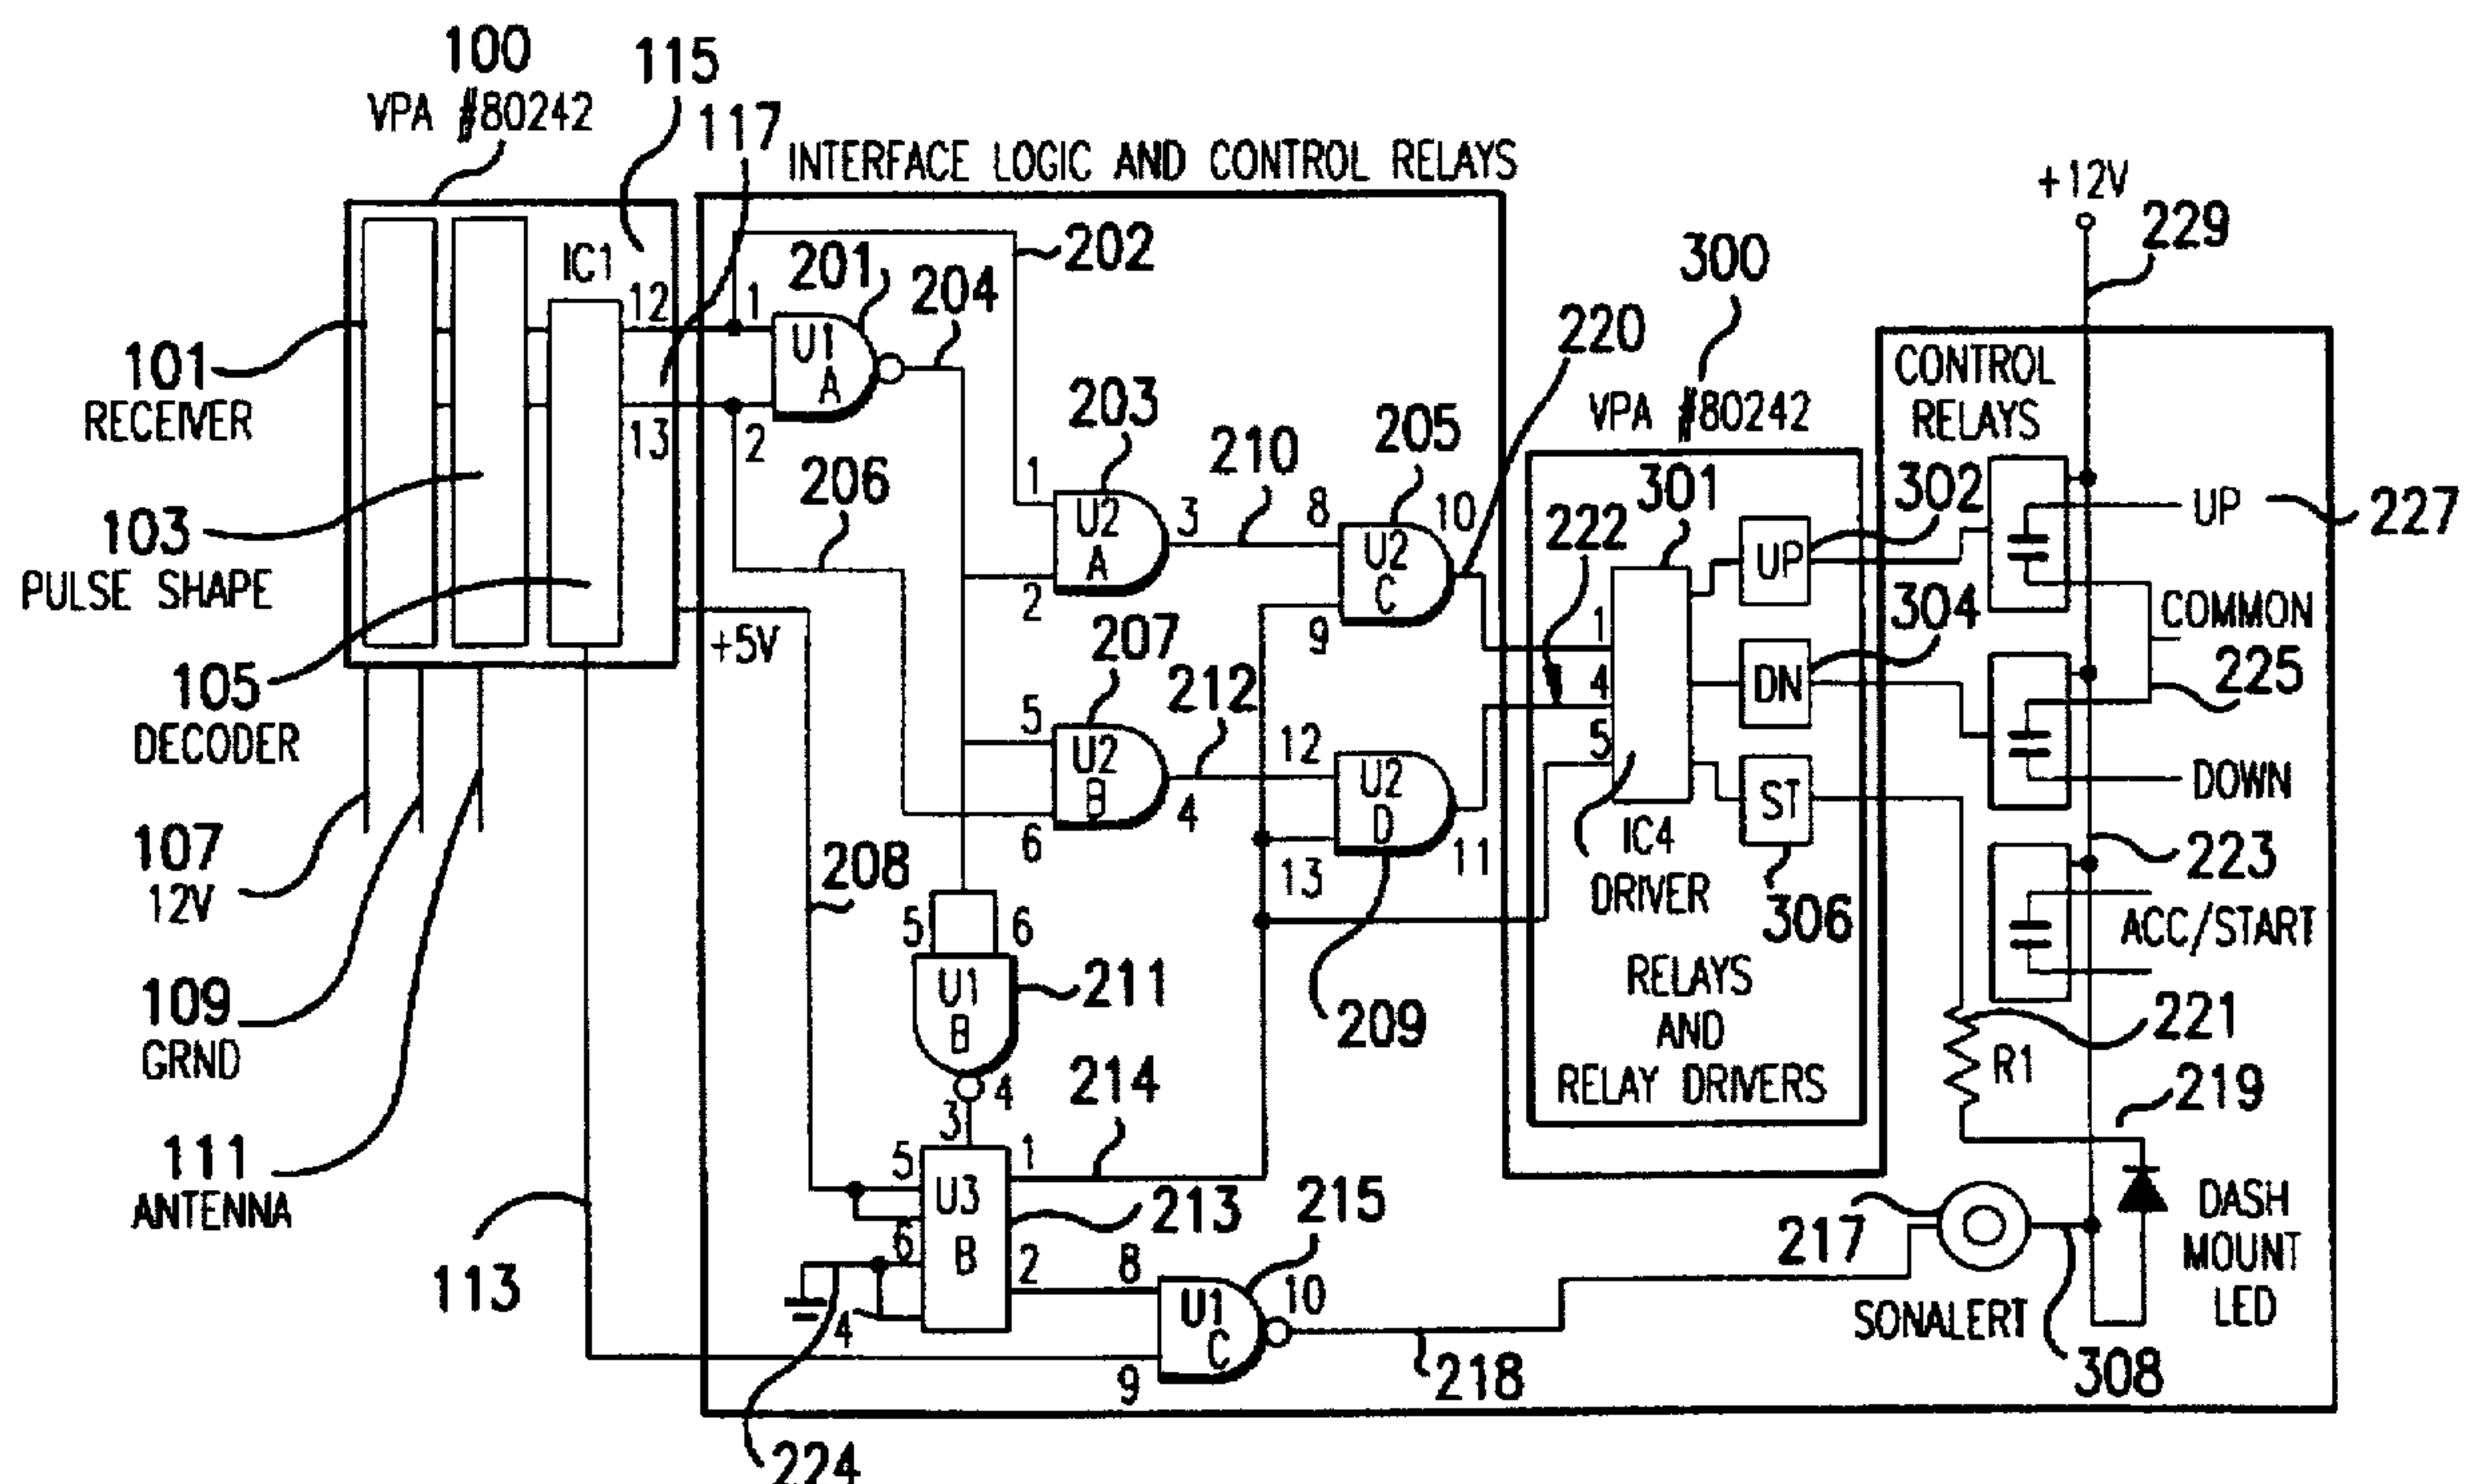 100
VPA #80242
115
117
INTERFACE LOGIC AND CONTROL RELAYS
+12V
229
202
201
204
IC1
12
1
U1
A
13
2
101
RECEIVER
103
PULSE SHAPE
105
DECODER
107
12V
109
GRND
111
ANTENNA
113
+5V
206
208
203
1
U2
A
2
3
210
207
5
U2
B
6
4
212
205
8
U2
C
9
10
220
12
U2
D
13
11
209
222
5
6
U1
B
211
4
3
5
U3
B
6
4
1
2
213
214
224
8
U1
C
9
10
215
218
300
VPA #80242
301
1
4
5
IC4
DRIVER
UP
302
DN
304
ST
306
RELAYS
AND
RELAY DRIVERS
CONTROL
RELAYS
UP
227
COMMON
225
DOWN
223
ACC/START
221
R1
219
217
SONALERT
308
DASH
MOUNT
LED